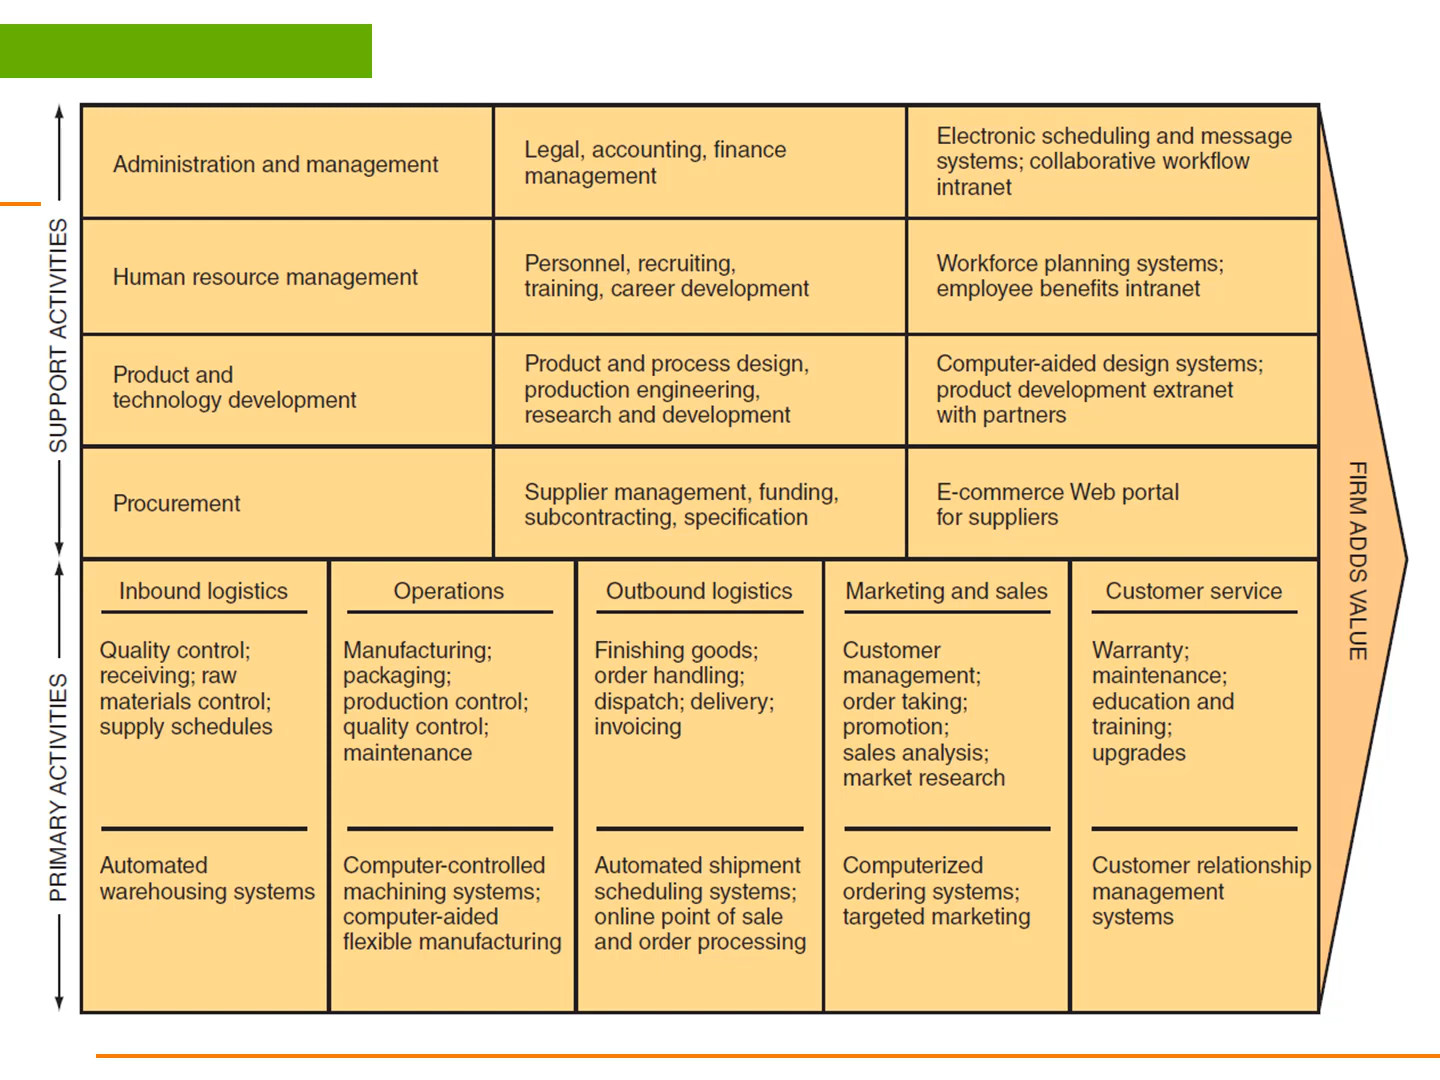 SUPPORT ACTIVITIES
Administration and management
Legal, accounting, finance
management
Electronic scheduling and message
systems; collaborative workflow
intranet
Human resource management
Personnel, recruiting,
training, career development
Workforce planning systems;
employee benefits intranet
Product and
technology development
Product and process design,
production engineering,
research and development
Computer-aided design systems;
product development extranet
with partners
Procurement
Supplier management, funding,
subcontracting, specification
E-commerce Web portal
for suppliers
PRIMARY ACTIVITIES
Inbound logistics
Quality control;
receiving; raw
materials control;
supply schedules
Automated
warehousing systems
Operations
Manufacturing;
packaging;
production control;
quality control;
maintenance
Computer-controlled
machining systems;
computer-aided
flexible manufacturing
Outbound logistics
Finishing goods;
order handling;
dispatch; delivery;
invoicing
Automated shipment
scheduling systems;
online point of sale
and order processing
Marketing and sales
Customer
management;
order taking;
promotion;
sales analysis;
market research
Computerized
ordering systems;
targeted marketing
Customer service
Warranty;
maintenance;
education and
training;
upgrades
Customer relationship
management
systems
FIRM ADDS VALUE